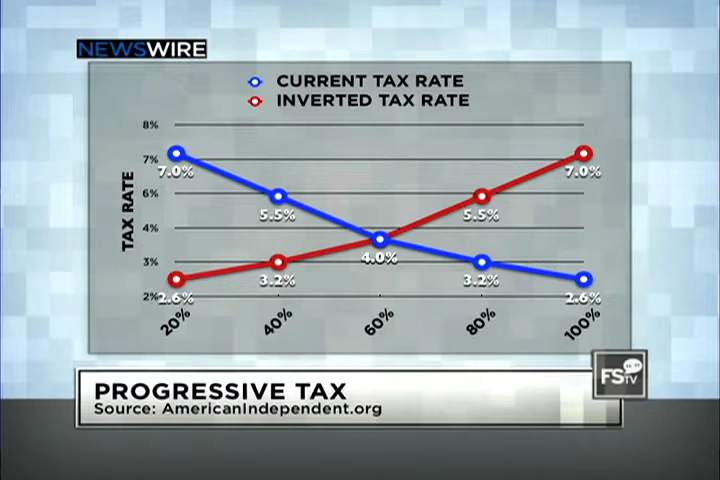 NEWSWIRE
CURRENT TAX RATE
INVERTED TAX RATE
TAX RATE
8%
7%
6%
4%
3%
2%
7.0%
5.5%
4.0%
3.2%
2.6%
2.6%
3.2%
5.5%
7.0%
20%
40%
60%
80%
100%
FSTV
PROGRESSIVE TAX
Source: AmericanIndependent.org